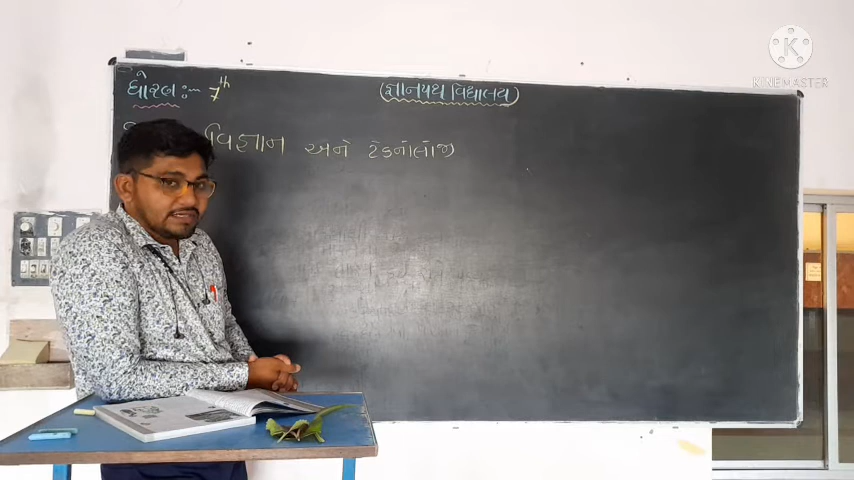 ધોરણ :- 7th
(જ્ઞાનપથ વિદ્યાલય)
વિજ્ઞાન અને ટેકનોલોજી
KINEMASTER